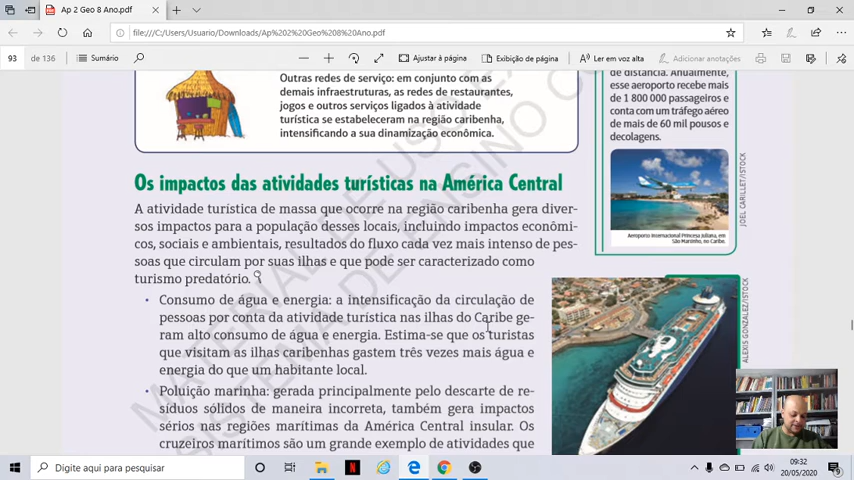 Ap 2 Geo 8 Ano.pdf
file:///C:/Users/Usuario/Downloads/Ap%202%20Geo%208%20Ano.pdf
93 de 136 Sumário Ajustar à página Exibição de página Ler em voz alta Adicionar anotações
Outras redes de serviço: em conjunto com as
demais infraestruturas, as redes de restaurantes,
jogos e outros serviços ligados à atividade
turística se estabeleceram na região caribenha,
intensificando a sua dinamização econômica.
de distância. Anualmente,
esse aeroporto recebe mais
de 1 800 000 passageiros e
conta com um tráfego aéreo
de mais de 60 mil pousos e
decolagens.
JOEL CARILLET/ISTOCK
Aeroporto Internacional Princesa Juliana, em
São Martinho, no Caribe.
Os impactos das atividades turísticas na América Central
A atividade turística de massa que ocorre na região caribenha gera diver-
sos impactos para a população desses locais, incluindo impactos econômi-
cos, sociais e ambientais, resultados do fluxo cada vez mais intenso de pes-
soas que circulam por suas ilhas e que pode ser caracterizado como
turismo predatório.
• Consumo de água e energia: a intensificação da circulação de
pessoas por conta da atividade turística nas ilhas do Caribe ge-
ram alto consumo de água e energia. Estima-se que os turistas
que visitam as ilhas caribenhas gastem três vezes mais água e
energia do que um habitante local.
• Poluição marinha: gerada principalmente pelo descarte de re-
síduos sólidos de maneira incorreta, também gera impactos
sérios nas regiões marítimas da América Central insular. Os
cruzeiros marítimos são um grande exemplo de atividades que
ALEXIS GONZALEZ/ISTOCK
MATERIAL DE USO EX
SISTEMA DE ENSINO
Digite aqui para pesquisar
09:32
20/05/2020